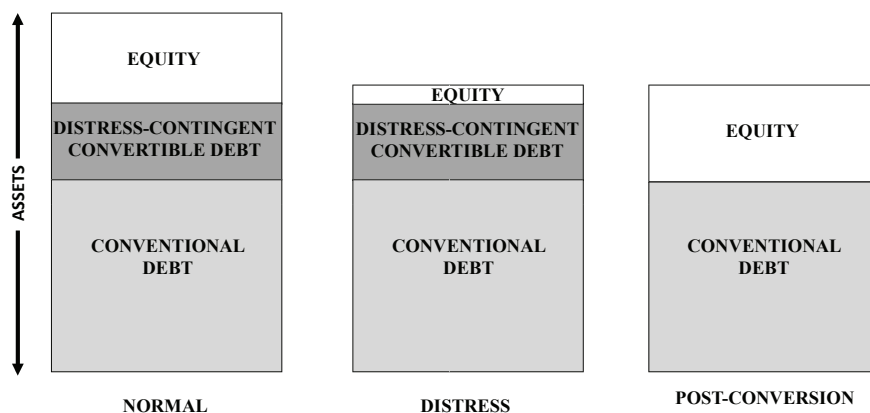 ASSETS
EQUITY
DISTRESS-CONTINGENT
CONVERTIBLE DEBT
CONVENTIONAL
DEBT
NORMAL
EQUITY
DISTRESS-CONTINGENT
CONVERTIBLE DEBT
CONVENTIONAL
DEBT
DISTRESS
EQUITY
CONVENTIONAL
DEBT
POST-CONVERSION